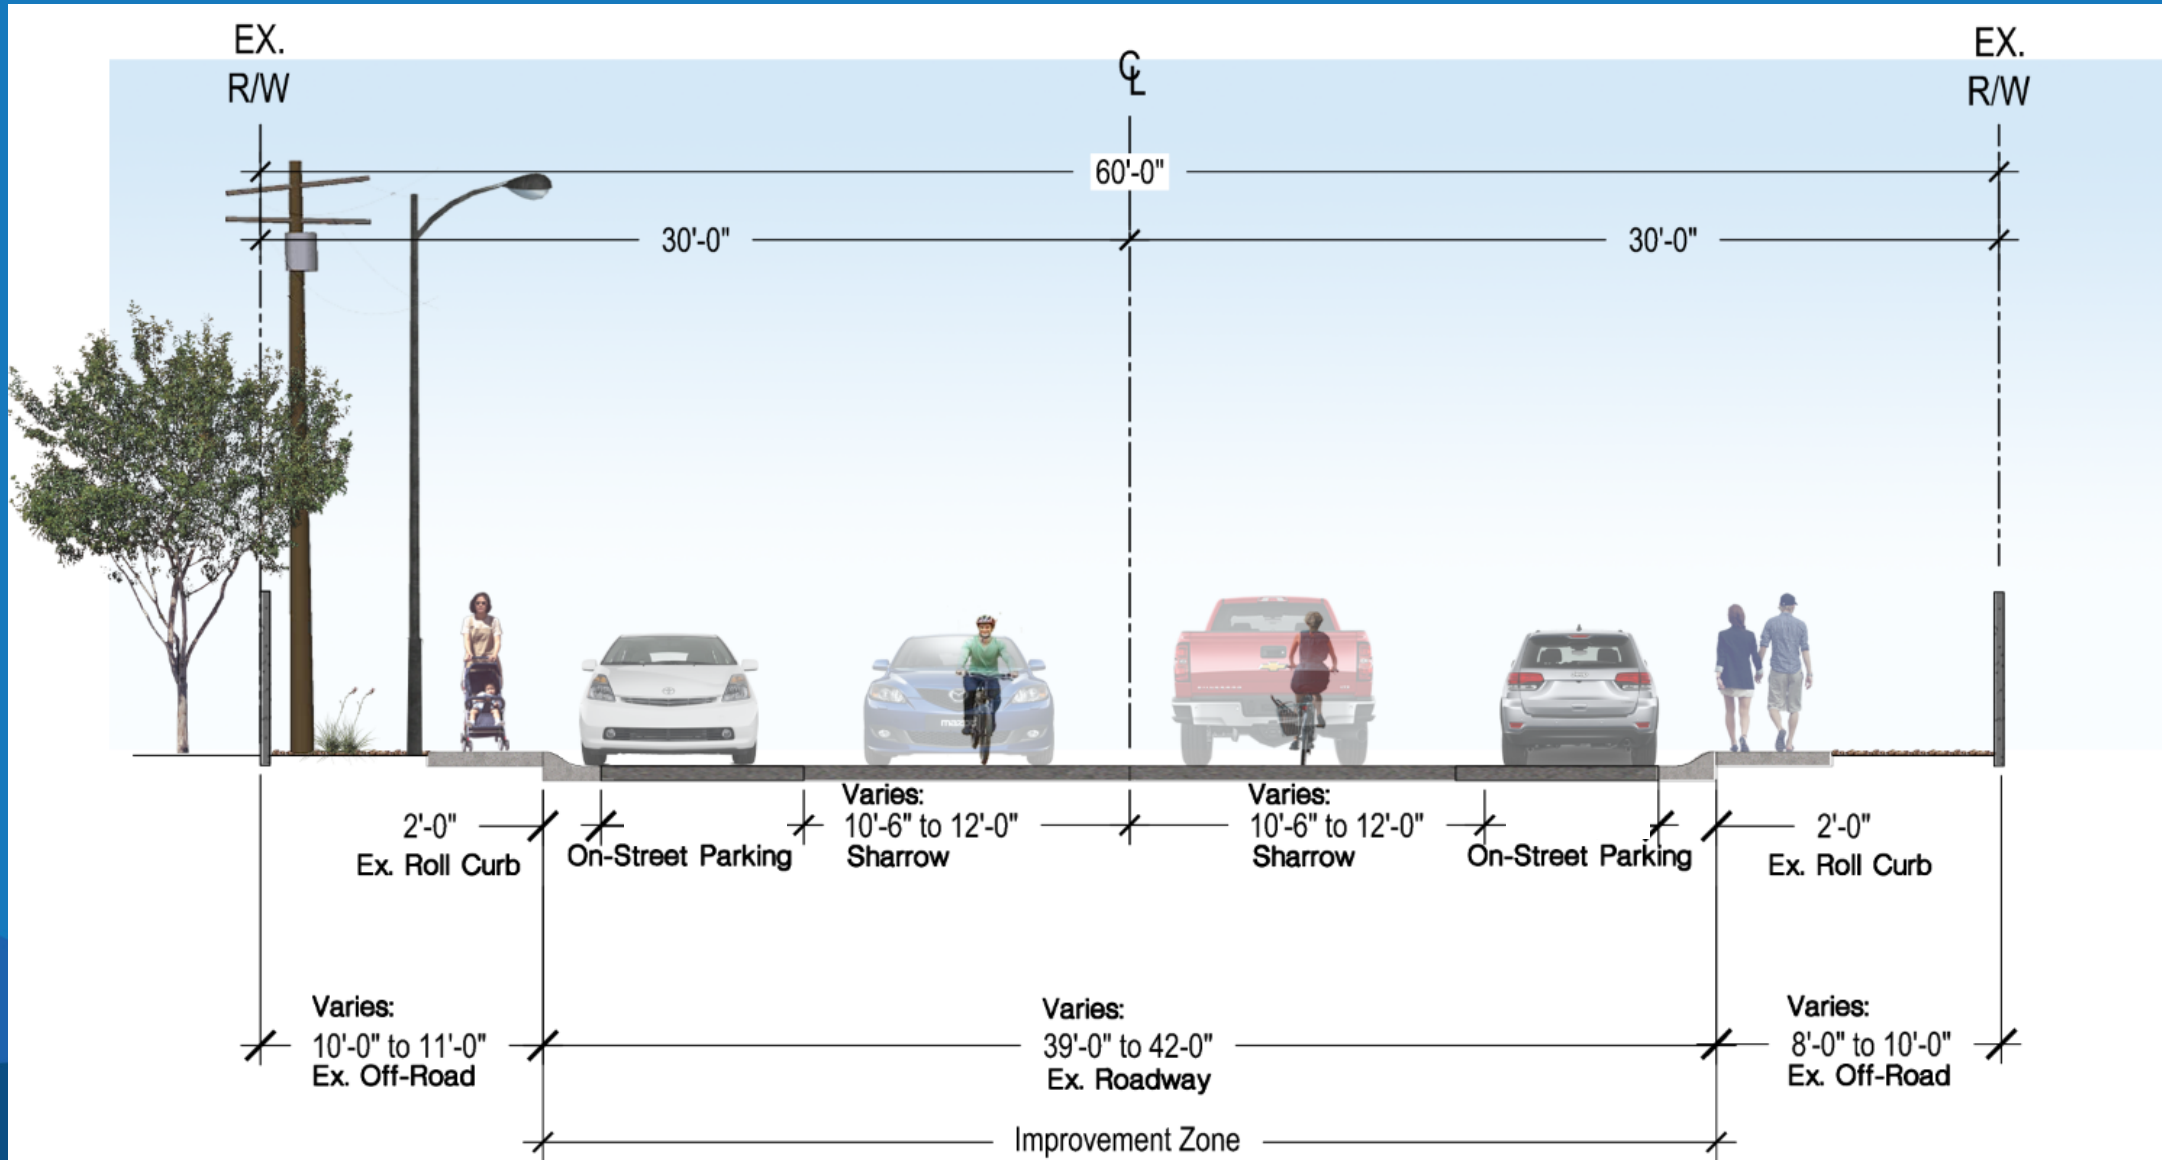 EX.
R/W
℄
EX.
R/W
60'-0"
30'-0"
30'-0"
mazda
Varies:
10'-6" to 12'-0"
Sharrow
Varies:
10'-6" to 12'-0"
Sharrow
2'-0"
Ex. Roll Curb
On-Street Parking
On-Street Parking
2'-0"
Ex. Roll Curb
Varies:
10'-0" to 11'-0"
Ex. Off-Road
Varies:
39'-0" to 42-0"
Ex. Roadway
Varies:
8'-0" to 10'-0"
Ex. Off-Road
Improvement Zone